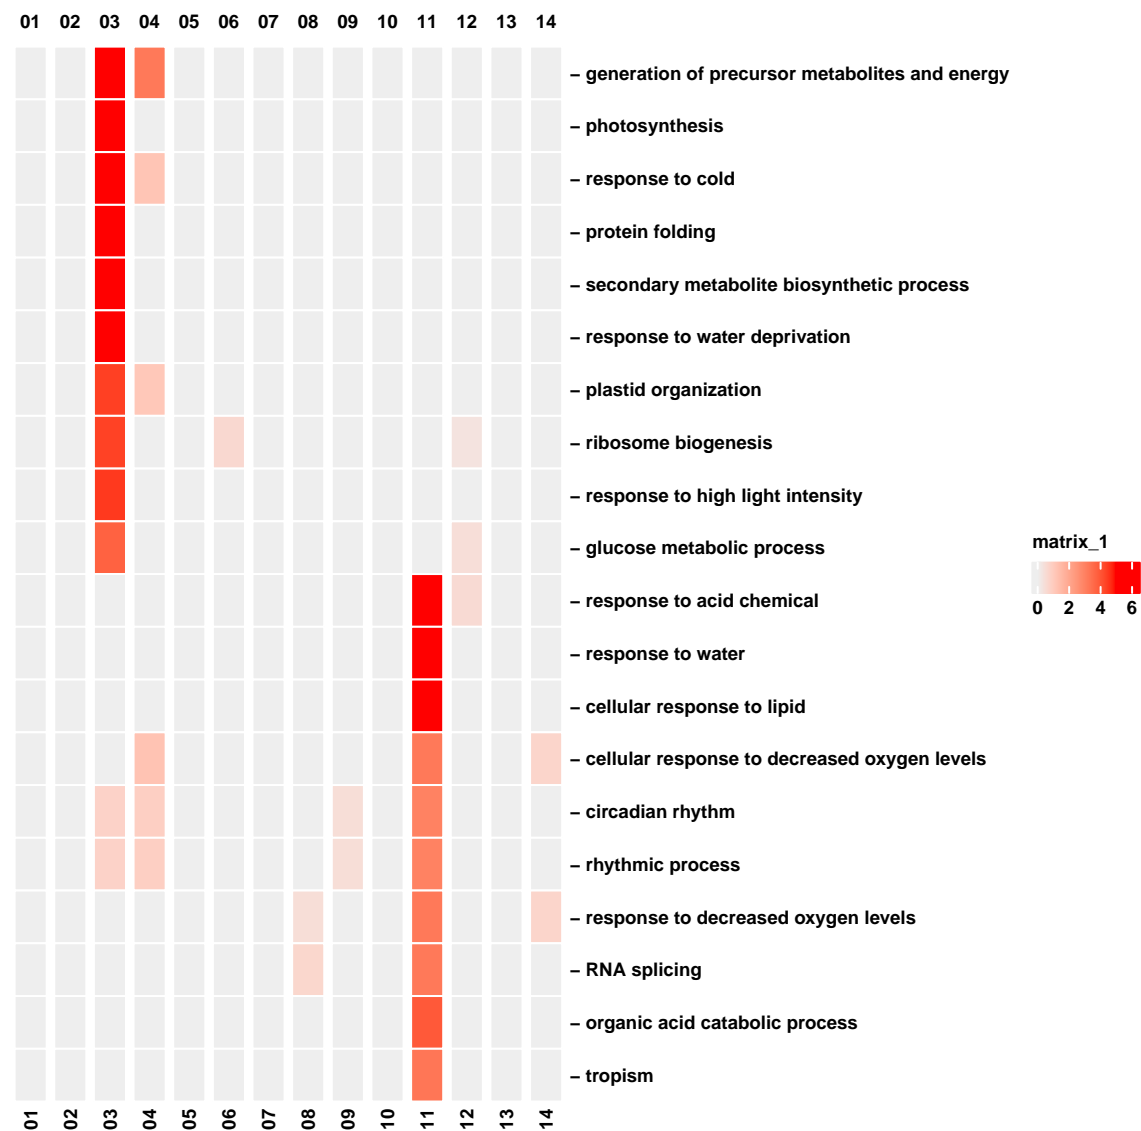 01 02 03 04 05 06 07 08 09 10 11 12 13 14
– generation of precursor metabolites and energy
– photosynthesis
– response to cold
– protein folding
– secondary metabolite biosynthetic process
– response to water deprivation
– plastid organization
– ribosome biogenesis
– response to high light intensity
– glucose metabolic process
– response to acid chemical
– response to water
– cellular response to lipid
– cellular response to decreased oxygen levels
– circadian rhythm
– rhythmic process
– response to decreased oxygen levels
– RNA splicing
– organic acid catabolic process
– tropism
01 02 03 04 05 06 07 08 09 10 11 12 13 14
matrix_1
0 2 4 6